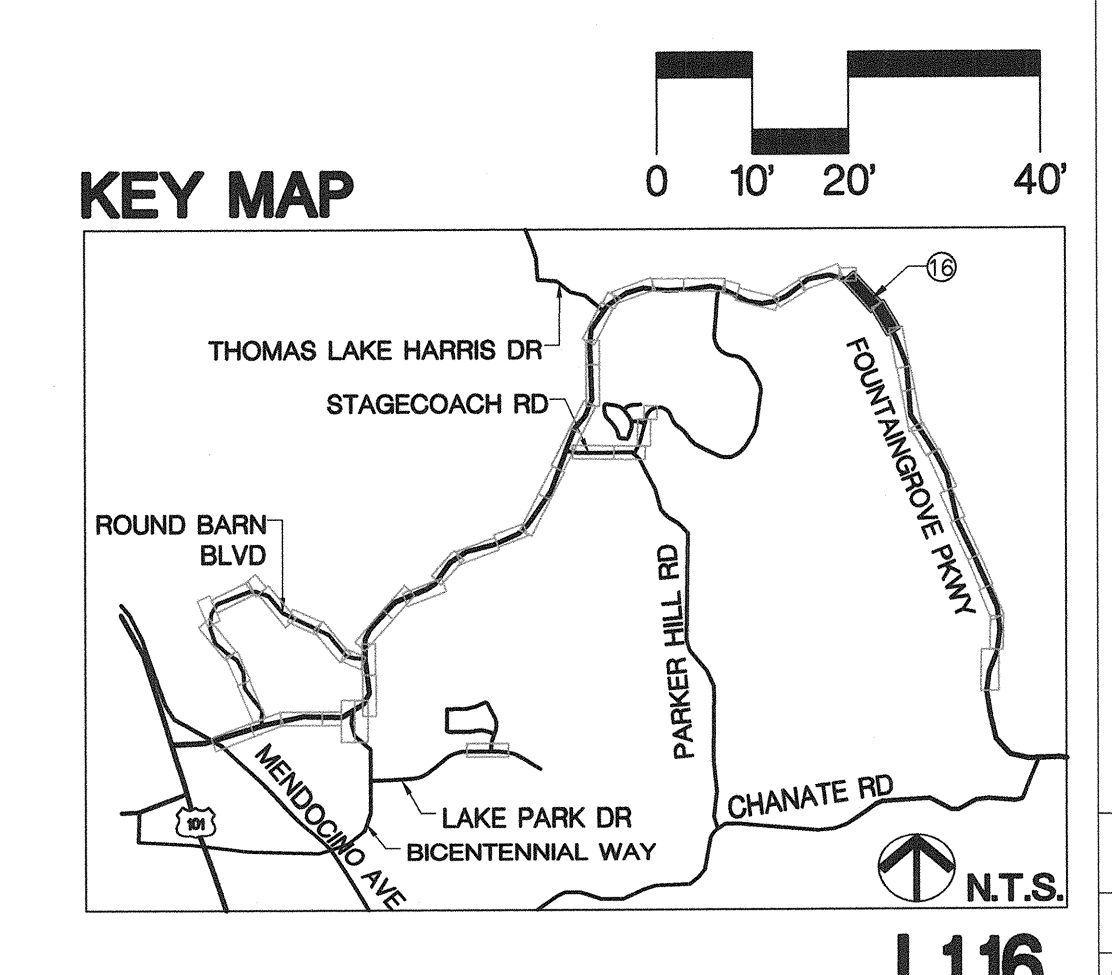 0 10' 20' 40'
KEY MAP
16
THOMAS LAKE HARRIS DR
STAGECOACH RD
FOUNTAINGROVE PKWY
ROUND BARN
BLVD
PARKER HILL RD
MENDOCINO AVE
CHANATE RD
LAKE PARK DR
101
BICENTENNIAL WAY
N.T.S.